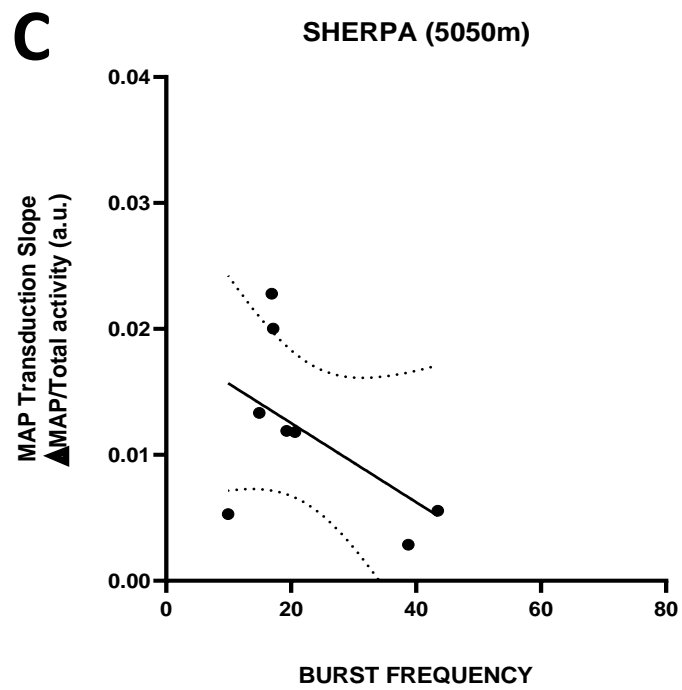 C
SHERPA (5050m)
MAP Transduction Slope
▲MAP/Total activity (a.u.)
0.04
0.03
0.02
0.01
0.00
0 20 40 60 80
BURST FREQUENCY